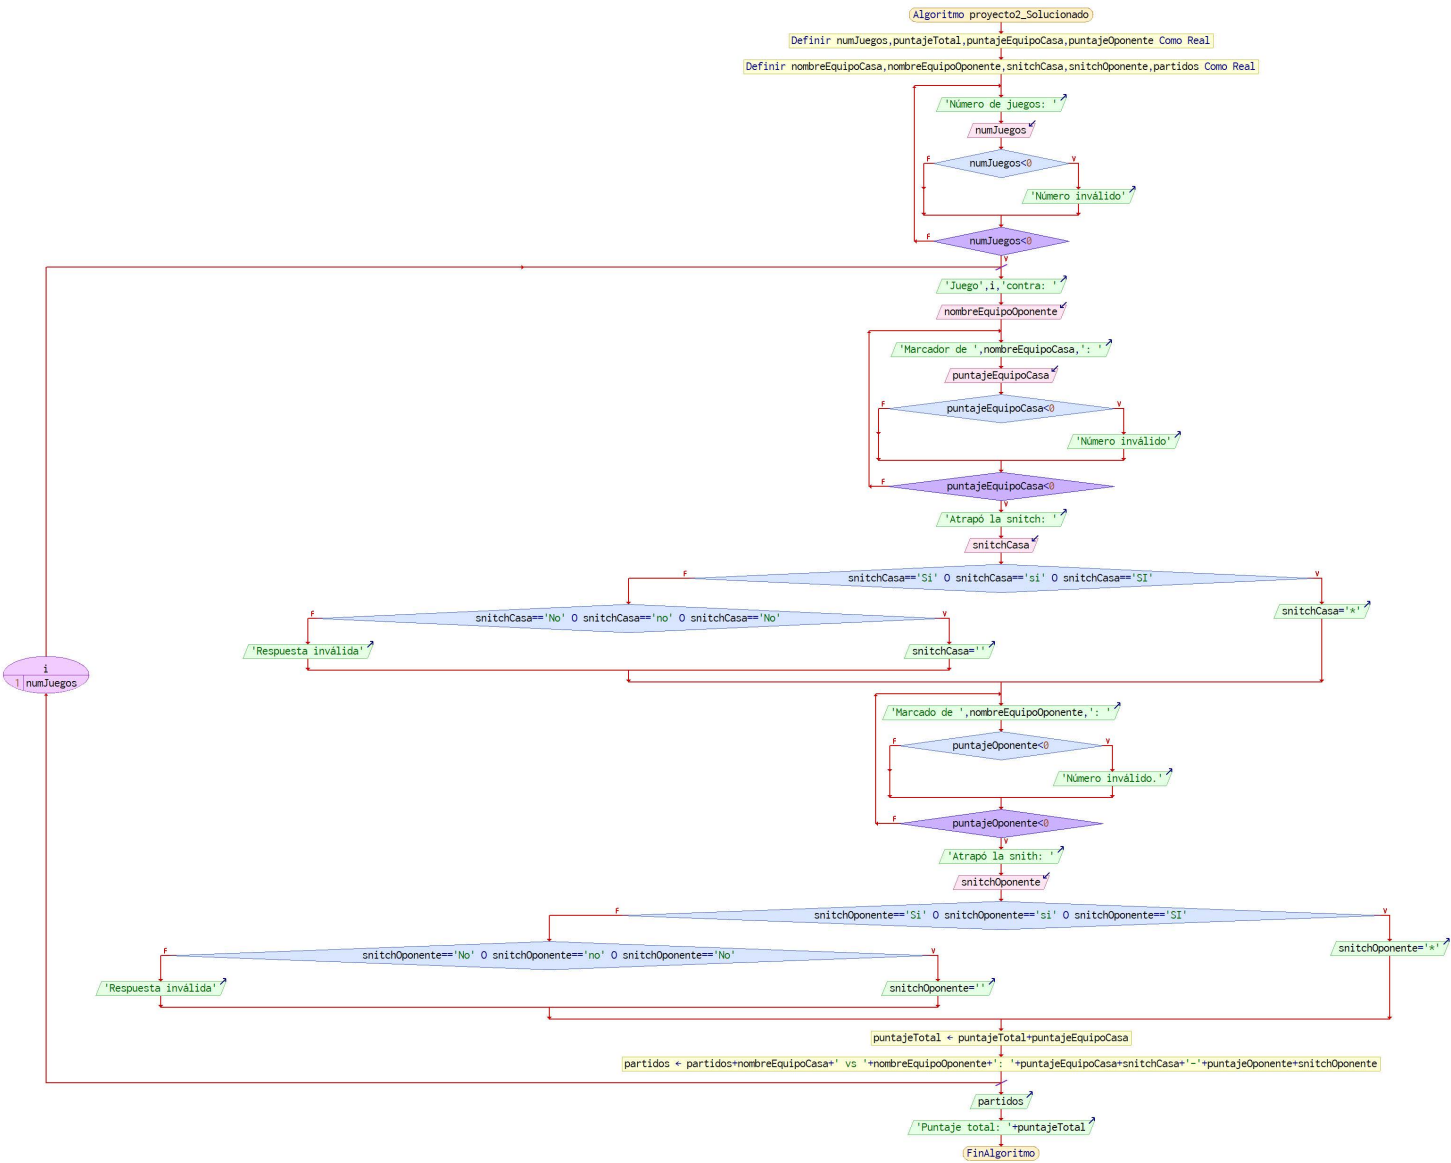 Algoritmo proyecto2_Solucionado
Definir numJuegos,puntajeTotal,puntajeEquipoCasa,puntajeOponente Como Real
Definir nombreEquipoCasa,nombreEquipoOponente,snitchCasa,snitchOponente,partidos Como Real
'Número de juegos: '
numJuegos
F numJuegos<0 V
'Número inválido'
F numJuegos<0
V
'Juego',i,'contra: '
nombreEquipoOponente
'Marcador de ',nombreEquipoCasa,': '
puntajeEquipoCasa
F puntajeEquipoCasa<0 V
'Número inválido'
F puntajeEquipoCasa<0
V
'Atrapó la snitch: '
snitchCasa
F snitchCasa=='Si' O snitchCasa=='si' O snitchCasa=='SI' V
snitchCasa='*'
F snitchCasa=='No' O snitchCasa=='no' O snitchCasa=='No' V
'Respuesta inválida' snitchCasa=''
i
1 numJuegos
'Marcado de ',nombreEquipoOponente,': '
F puntajeOponente<0 V
'Número inválido.'
F puntajeOponente<0
V
'Atrapó la snith: '
snitchOponente
F snitchOponente=='Si' O snitchOponente=='si' O snitchOponente=='SI' V
snitchOponente='*'
F snitchOponente=='No' O snitchOponente=='no' O snitchOponente=='No' V
'Respuesta inválida' snitchOponente=''
puntajeTotal ← puntajeTotal+puntajeEquipoCasa
partidos ← partidos+nombreEquipoCasa+' vs '+nombreEquipoOponente+': '+puntajeEquipoCasa+snitchCasa+'-'+puntajeOponente+snitchOponente
partidos
'Puntaje total: '+puntajeTotal
FinAlgoritmo